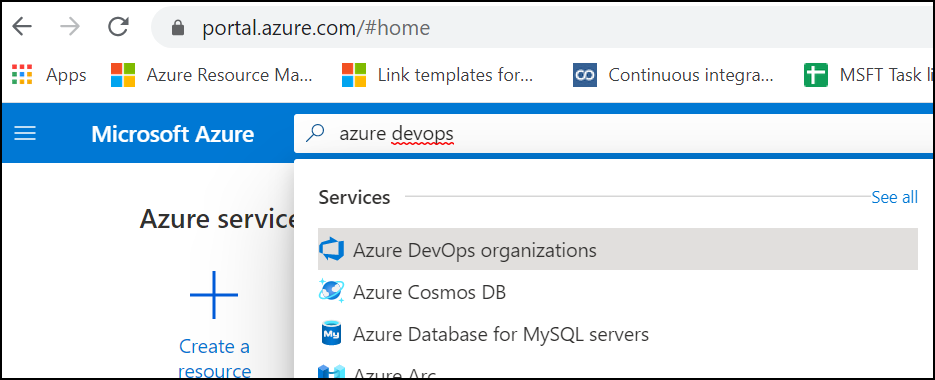 portal.azure.com/#home
Apps Azure Resource Ma... Link templates for... Continuous integra... MSFT Task li
Microsoft Azure azure devops
Services See all
Azure service
Azure DevOps organizations
Azure Cosmos DB
My Azure Database for MySQL servers
Create a
resource
Azure Arc